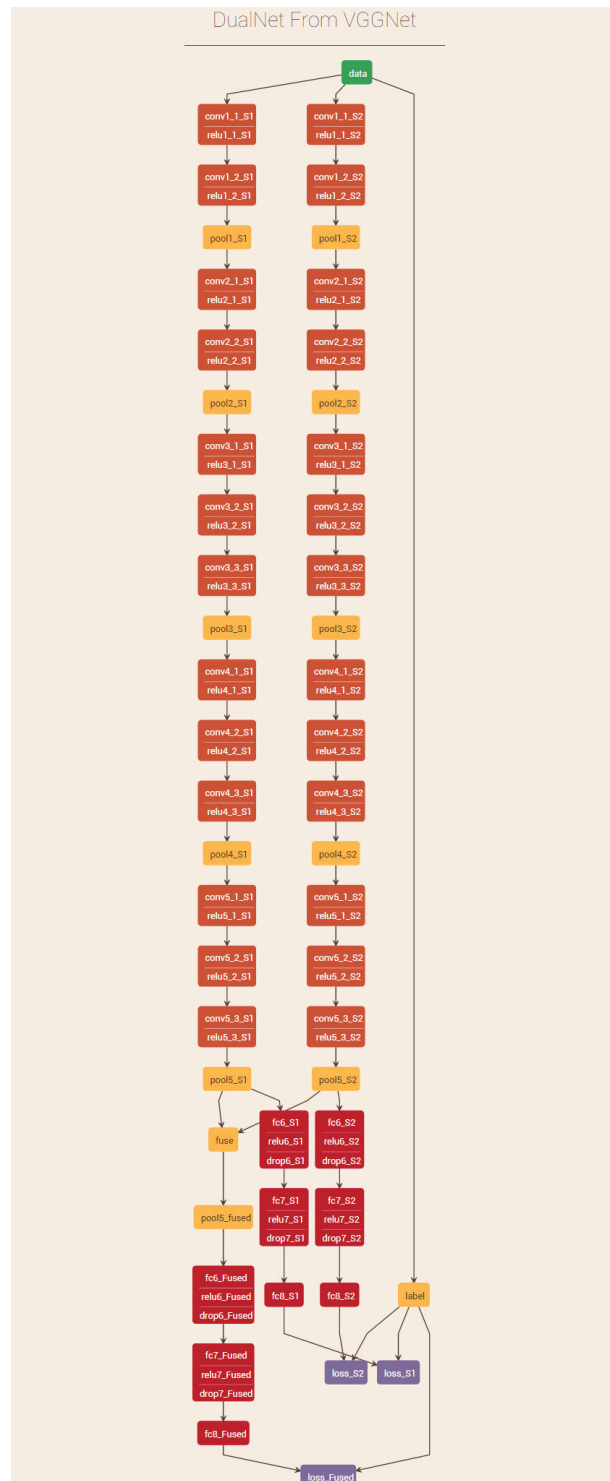 DualNet From VGGNet
data
conv1_1_S1
relu1_1_S1
conv1_1_S2
relu1_1_S2
conv1_2_S1
relu1_2_S1
conv1_2_S2
relu1_2_S2
pool1_S1
pool1_S2
conv2_1_S1
relu2_1_S1
conv2_1_S2
relu2_1_S2
conv2_2_S1
relu2_2_S1
conv2_2_S2
relu2_2_S2
pool2_S1
pool2_S2
conv3_1_S1
relu3_1_S1
conv3_1_S2
relu3_1_S2
conv3_2_S1
relu3_2_S1
conv3_2_S2
relu3_2_S2
conv3_3_S1
relu3_3_S1
conv3_3_S2
relu3_3_S2
pool3_S1
pool3_S2
conv4_1_S1
relu4_1_S1
conv4_1_S2
relu4_1_S2
conv4_2_S1
relu4_2_S1
conv4_2_S2
relu4_2_S2
conv4_3_S1
relu4_3_S1
conv4_3_S2
relu4_3_S2
pool4_S1
pool4_S2
conv5_1_S1
relu5_1_S1
conv5_1_S2
relu5_1_S2
conv5_2_S1
relu5_2_S1
conv5_2_S2
relu5_2_S2
conv5_3_S1
relu5_3_S1
conv5_3_S2
relu5_3_S2
pool5_S1
pool5_S2
fuse
fc6_S1
relu6_S1
drop6_S1
fc6_S2
relu6_S2
drop6_S2
pool5_fused
fc7_S1
relu7_S1
drop7_S1
fc7_S2
relu7_S2
drop7_S2
fc6_Fused
relu6_Fused
drop6_Fused
fc8_S1
fc8_S2
label
fc7_Fused
relu7_Fused
drop7_Fused
loss_S2
loss_S1
fc8_Fused
loss_Fused